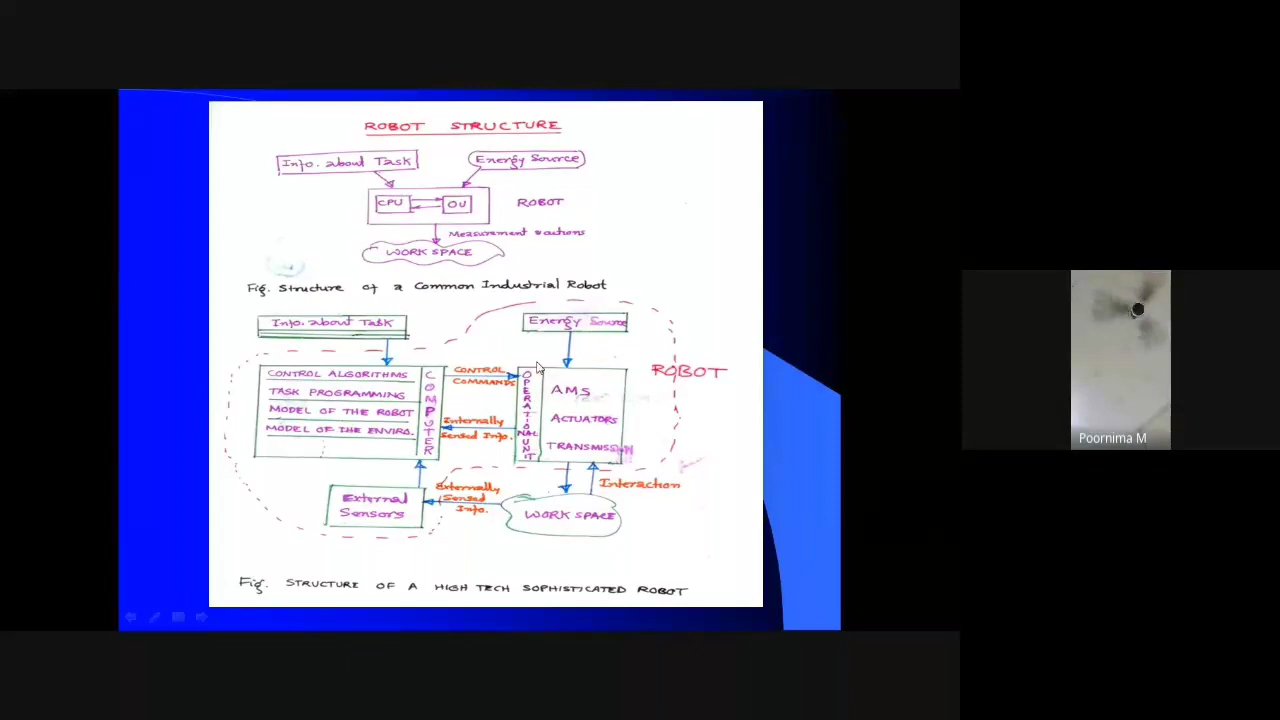 ROBOT STRUCTURE
Info. about Task
Energy Source
CPU
OU
ROBOT
Measurement & actions
WORK SPACE
Fig. Structure of a Common Industrial Robot
Info. about Task
Energy Source
ROBOT
CONTROL ALGORITHMS
TASK PROGRAMMING
MODEL OF THE ROBOT
MODEL OF THE ENVIRO.
COMPUTER
CONTROL
COMMANDS
Internally
Sensed Info.
OPERATIONAL UNIT
AMS
ACTUATORS
TRANSMISSION
Interaction
External
Sensors
Externally
Sensed
Info.
WORK SPACE
Fig. STRUCTURE OF A HIGH TECH SOPHISTICATED ROBOT
Poornima M